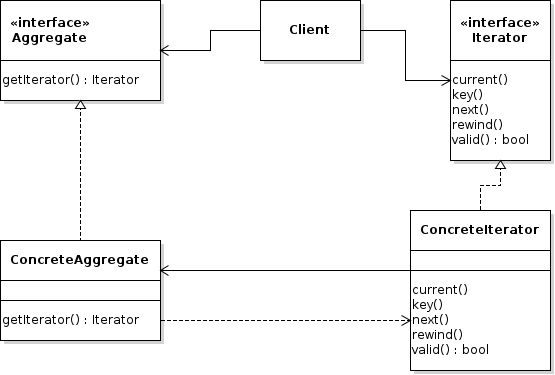 «interface»
Aggregate
getIterator() : Iterator
Client
«interface»
Iterator
current()
key()
next()
rewind()
valid() : bool
ConcreteAggregate
getIterator() : Iterator
ConcreteIterator
current()
key()
next()
rewind()
valid() : bool